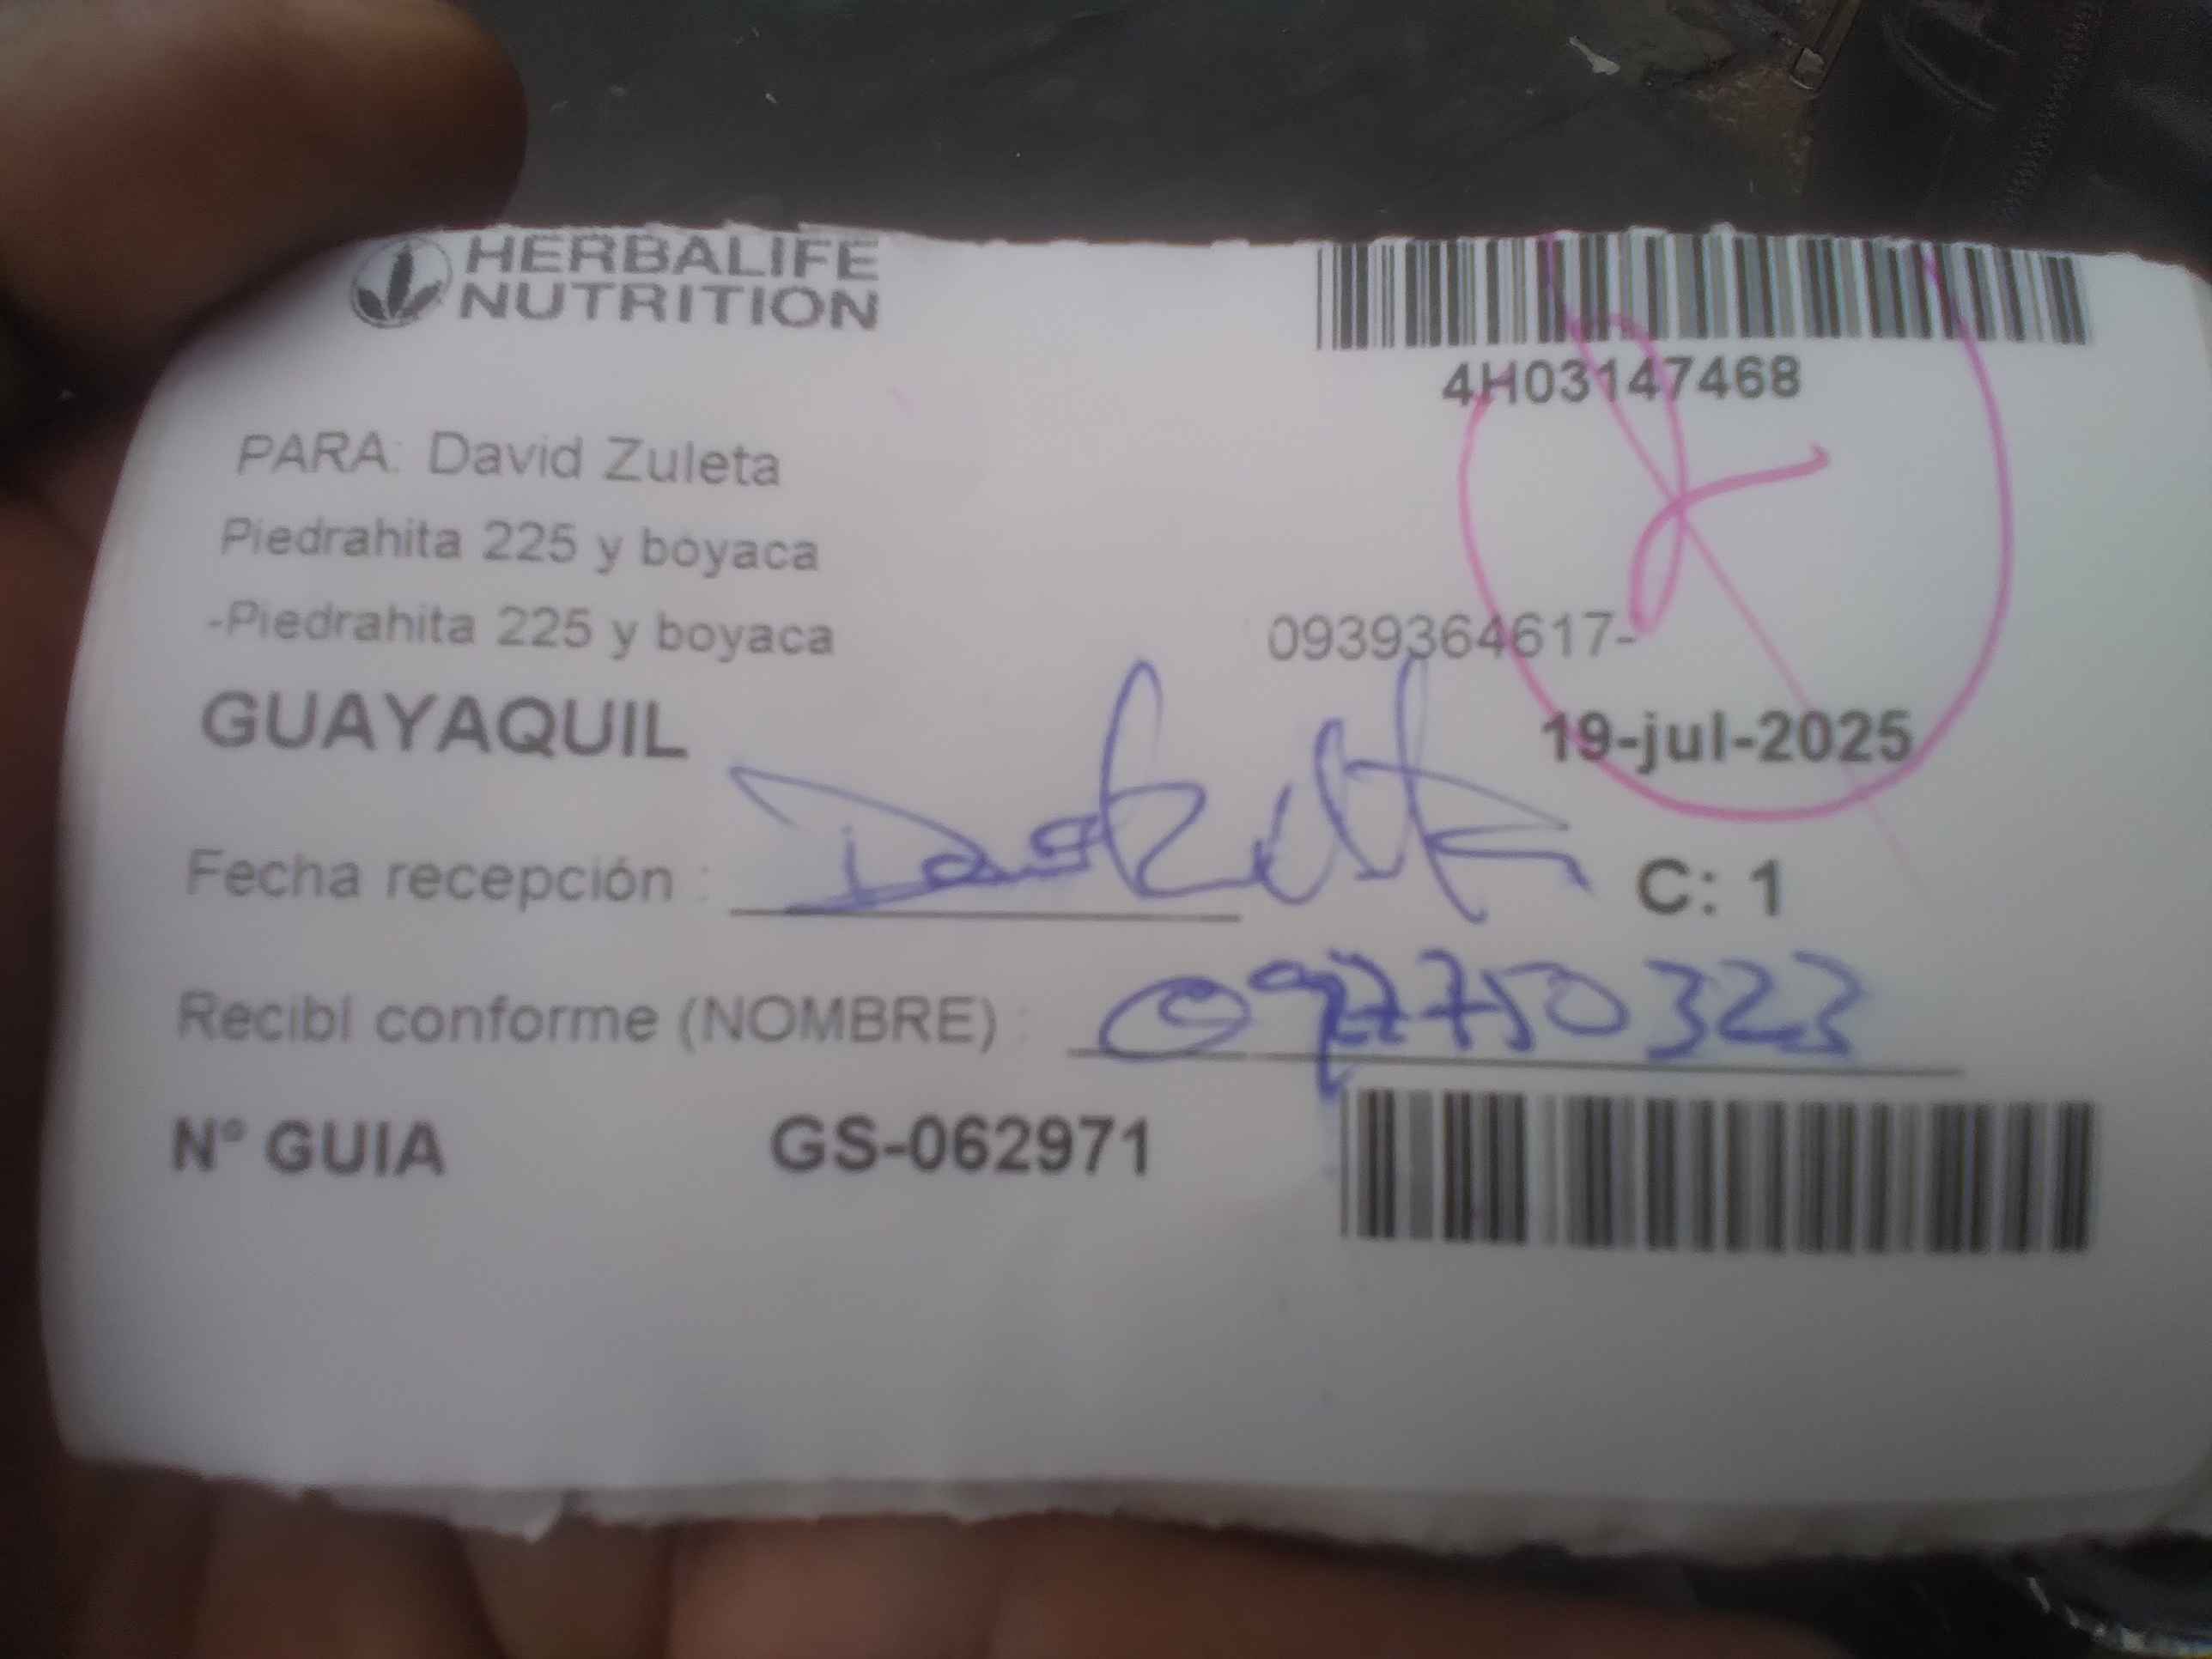 HERBALIFE
NUTRITION
4H03147468
PARA: David Zuleta
Piedrahita 225 y boyaca
-Piedrahita 225 y boyaca 0939364617-
GUAYAQUIL 19-jul-2025
Fecha recepción : C: 1
Recibí conforme (NOMBRE) :
N° GUIA GS-062971